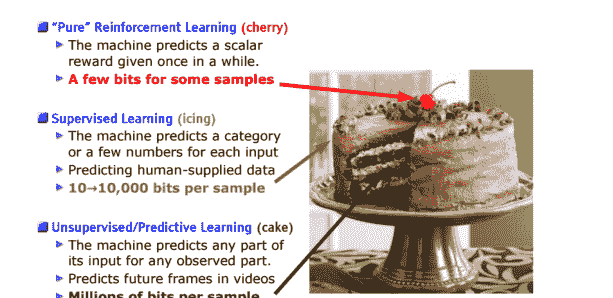 "Pure" Reinforcement Learning (cherry)
The machine predicts a scalar
reward given once in a while.
A few bits for some samples
Supervised Learning (icing)
The machine predicts a category
or a few numbers for each input
Predicting human-supplied data
10→10,000 bits per sample
Unsupervised/Predictive Learning (cake)
The machine predicts any part of
its input for any observed part.
Predicts future frames in videos
Millions of bits per sample